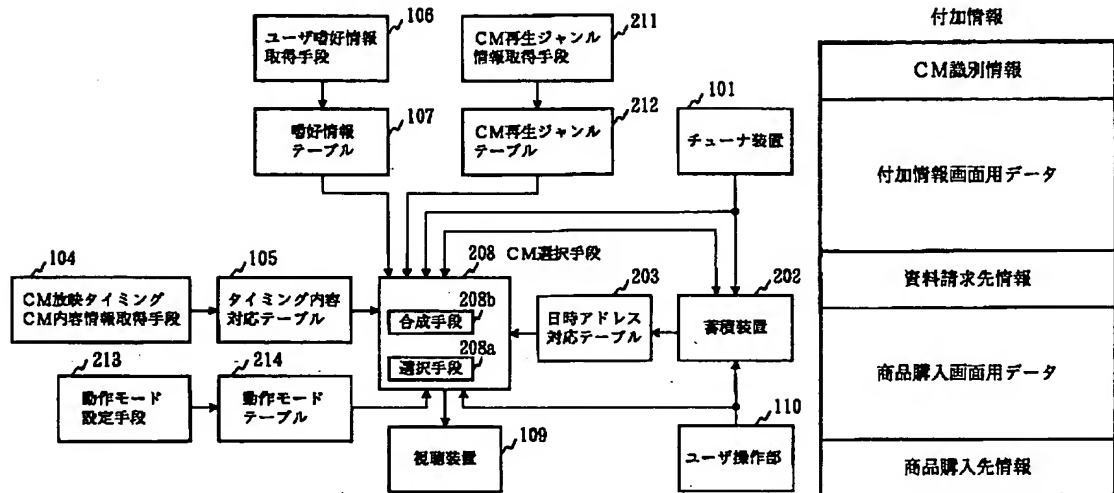 106
ユーザ嗜好情報
取得手段
211
CM再生ジャンル
情報取得手段
107
嗜好情報
テーブル
212
CM再生ジャンル
テーブル
101
チューナ装置
104
CM放映タイミング
CM内容情報取得手段
105
タイミング内容
対応テーブル
208 CM選択手段
208b
合成手段
208a
選択手段
203
日時アドレス
対応テーブル
202
蓄積装置
213
動作モード
設定手段
214
動作モード
テーブル
109
視聴装置
110
ユーザ操作部
付加情報
CM識別情報
付加情報画面用データ
資料請求先情報
商品購入画面用データ
商品購入先情報